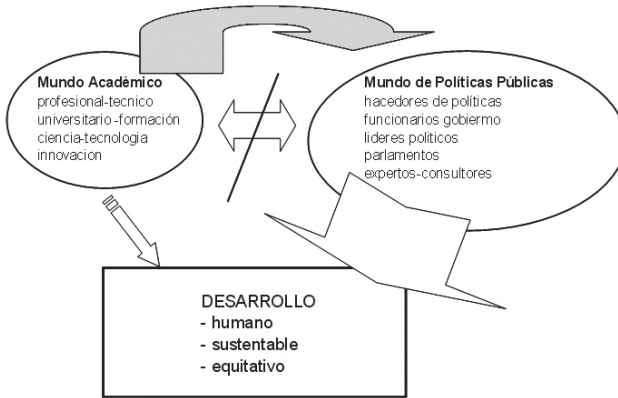 Mundo Académico
profesional-tecnico
universitario -formación
ciencia-tecnologia
innovacion
Mundo de Políticas Públicas
hacedores de políticas
funcionarios gobiermo
lideres politicos
parlamentos
expertos-consultores
DESARROLLO
- humano
- sustentable
- equitativo